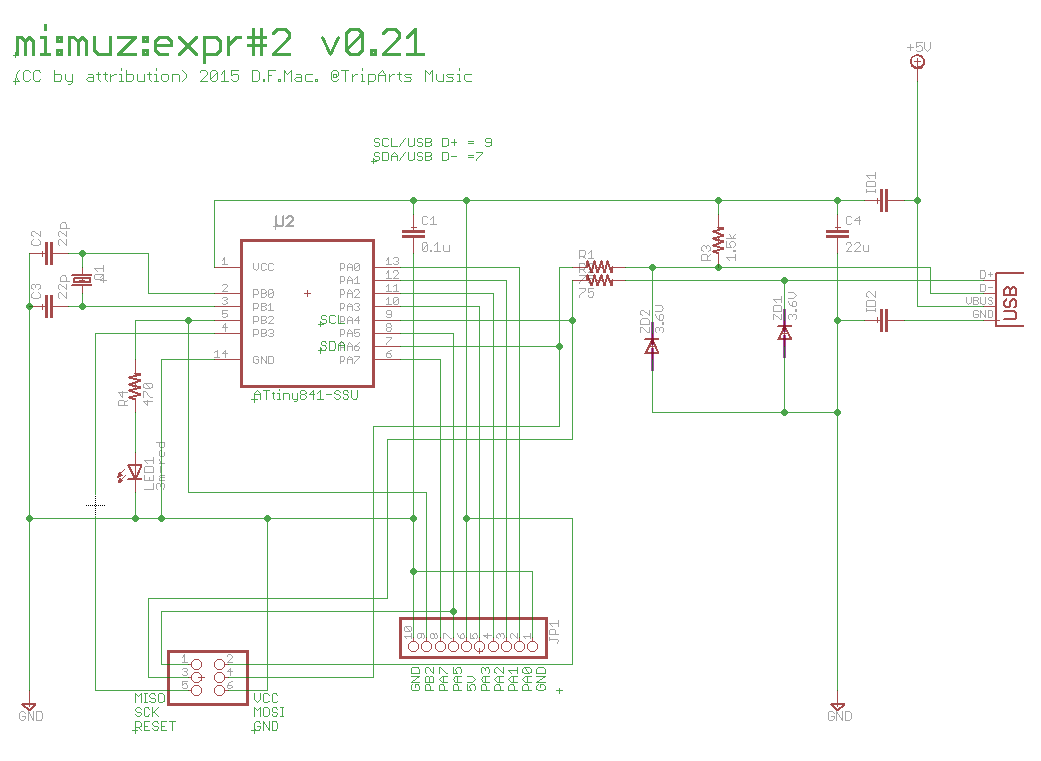 mi:muz:expr#2 v0.21
(CC by attribution) 2015 D.F.Mac. @TripArts Music
SCL/USB D+ = 9
SDA/USB D- =7
+5V
ID1
C1
0.1u
C4
220u
R3
1.5k
C2
22p
Q1
C3
22p
U2
1 VCC
2 PB0
3 PB1
5 PB2
4 PB3
14 GND
PA0 13
PA1 12
PA2 11
PA3 10
SCL PA4 9
PA5 8
SDA PA6 7
PA7 6
ATtiny841-SSU
R1
R2
75
D+
D-
VBUS
GND
USB
ID2
ZD2
3.6V
ZD1
3.6V
R4
470
LED1
3m-red
JP1
10 9 8 7 6 5 4 3 2 1
GND
PB2
PA7
PA5
5V
PA3
PA2
PA1
PA0
GND
1 2
3 4
5 6
MISO VCC
SCK MOSI
RESET GND
GND
GND